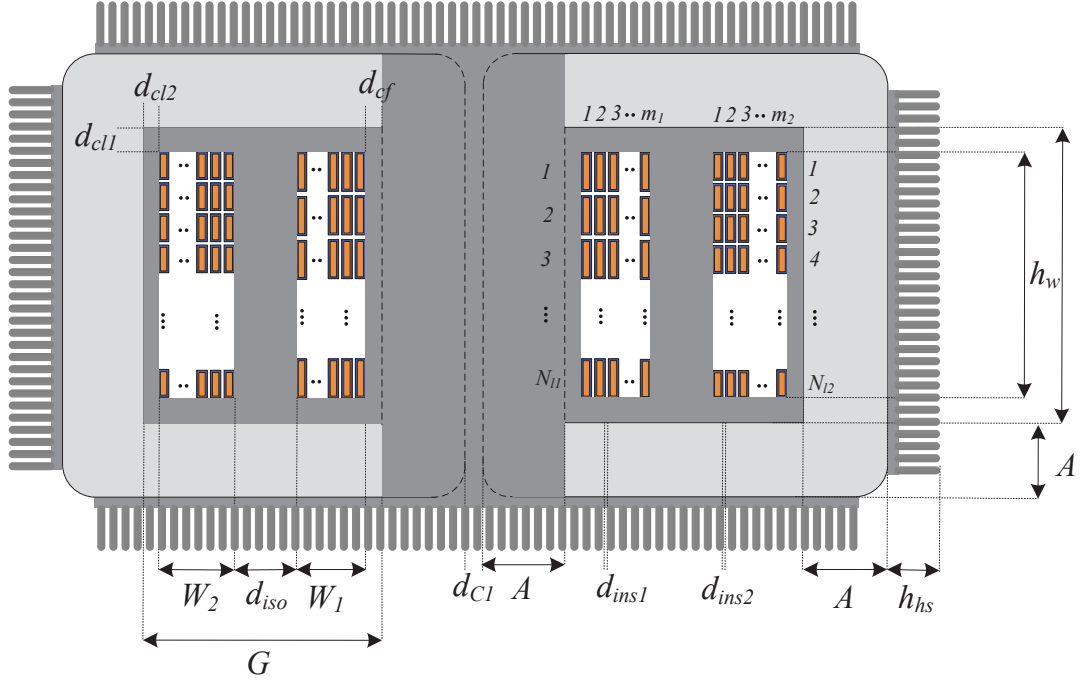 d_cl2
d_cf
d_cl1
1 2 3 ·· m_1
1 2 3 ·· m_2
1
2
3
N_l1
1
2
3
4
N_l2
h_w
A
W_2
d_iso
W_1
d_C1
A
d_ins1
d_ins2
A
h_hs
G